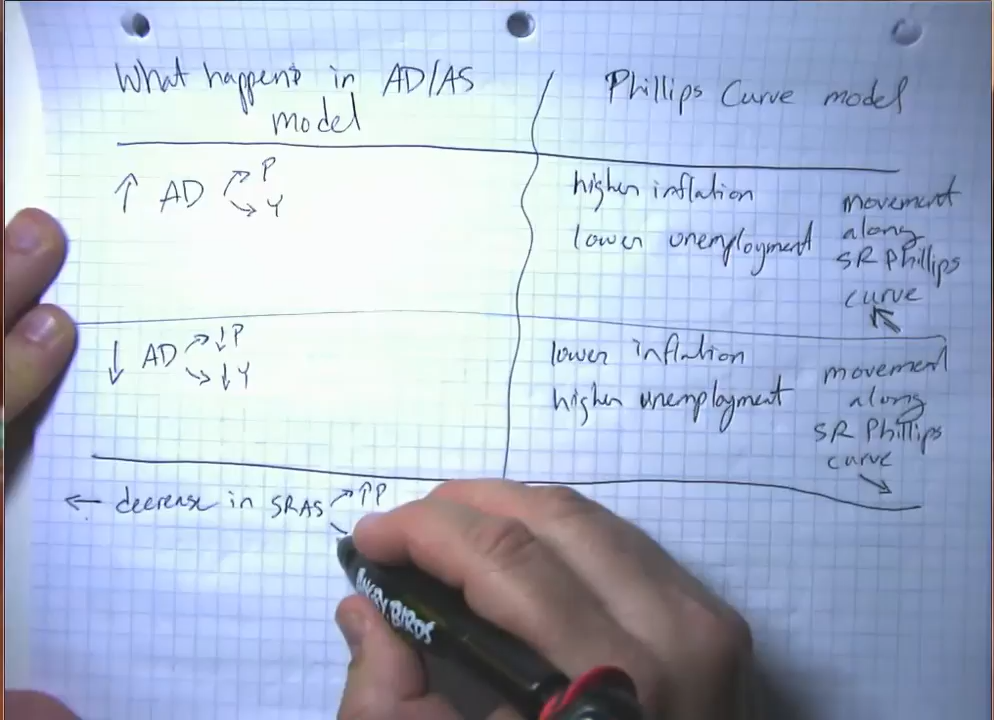 What happens in AD/AS
model
Phillips Curve model
↑ AD
P
Y
higher inflation
lower unemployment
movement
along
SR Phillips
curve
↓ AD
↓P
↓Y
lower inflation
higher unemployment
movement
along
SR Phillips
curve
← decrease in SRAS
↑P
ANGRY BIRDS